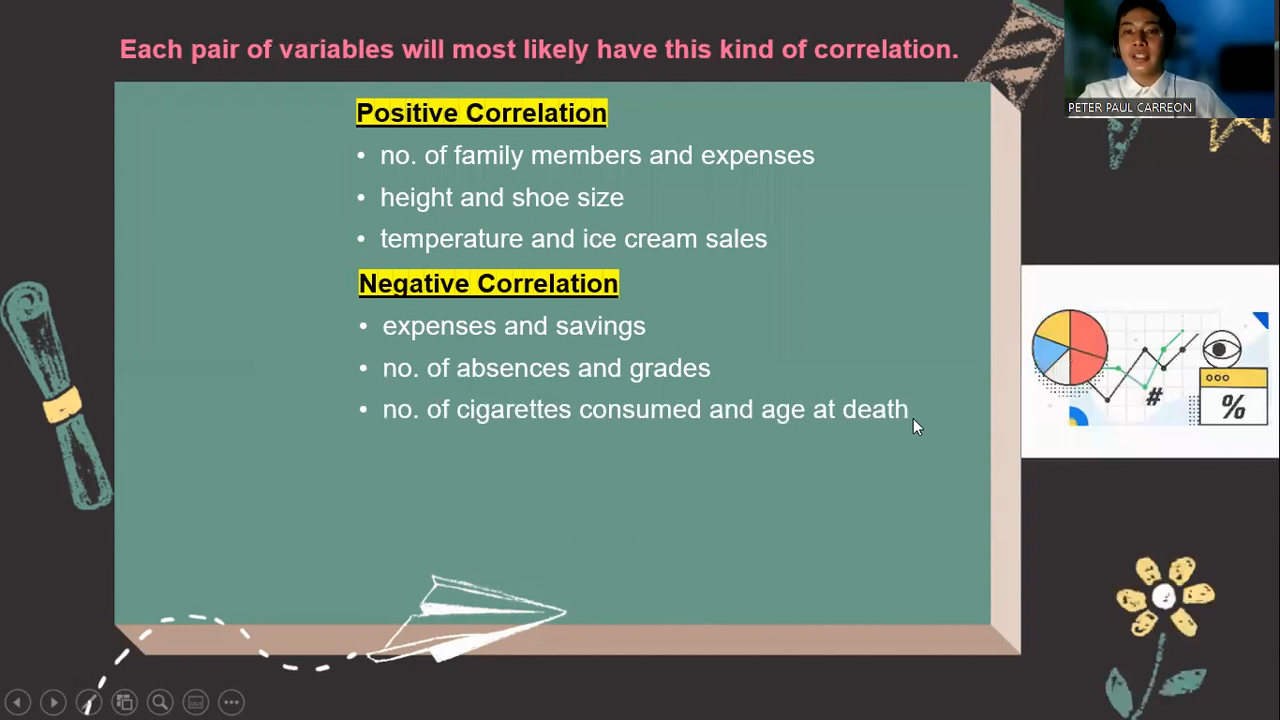 Each pair of variables will most likely have this kind of correlation.
PETER PAUL CARREON
Positive Correlation
• no. of family members and expenses
• height and shoe size
• temperature and ice cream sales
Negative Correlation
• expenses and savings
• no. of absences and grades
• no. of cigarettes consumed and age at death
#
%